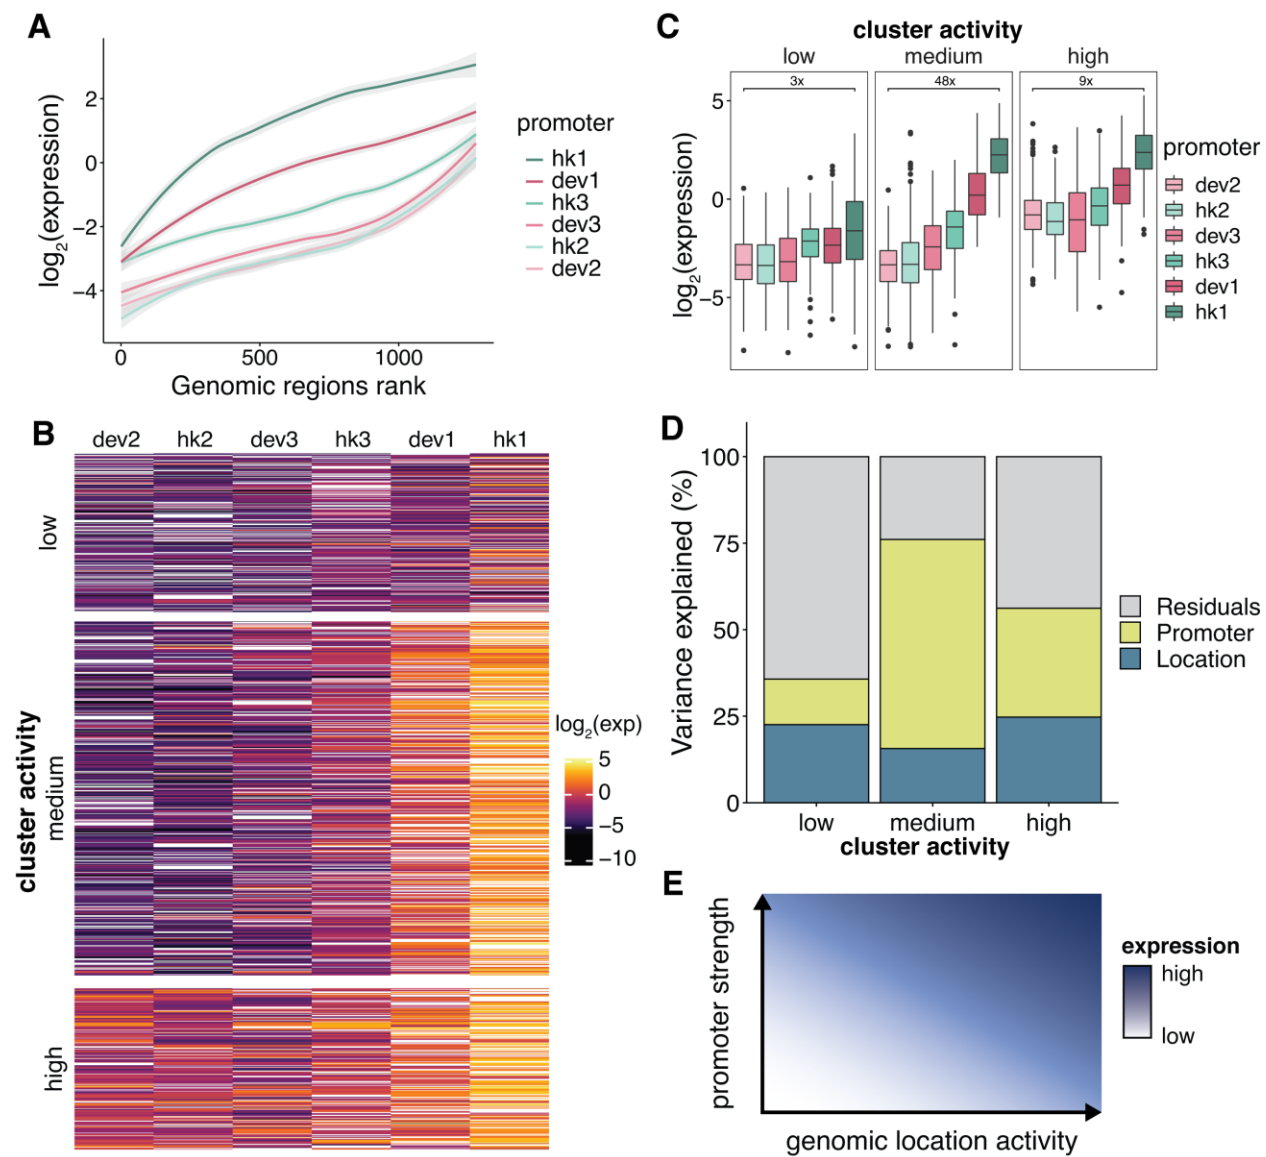 A
log2(expression)
2
0
−2
−4
0
500
1000
Genomic regions rank
promoter
hk1
dev1
hk3
dev3
hk2
dev2
B
dev2 hk2 dev3 hk3 dev1 hk1
cluster activity
low
medium
high
log2(exp)
5
0
−5
−10
C
cluster activity
low medium high
3x 48x 9x
log2(expression)
5
0
−5
promoter
dev2
hk2
dev3
hk3
dev1
hk1
D
Variance explained (%)
100
75
50
25
0
low medium high
cluster activity
Residuals
Promoter
Location
E
promoter strength
genomic location activity
expression
high
low